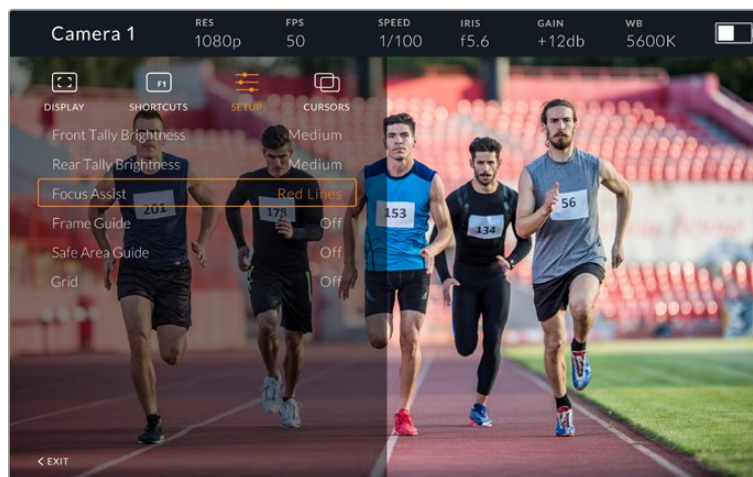 Camera 1
RES FPS SPEED IRIS GAIN WB
1080p 50 1/100 f5.6 +12db 5600K
F1
DISPLAY SHORTCUTS SETUP CURSORS
Front Tally Brightness Medium
Rear Tally Brightness Medium
Focus Assist Red Lines
Frame Guide Off
Safe Area Guide Off
Grid Off
201 178 153 134 56
EXIT